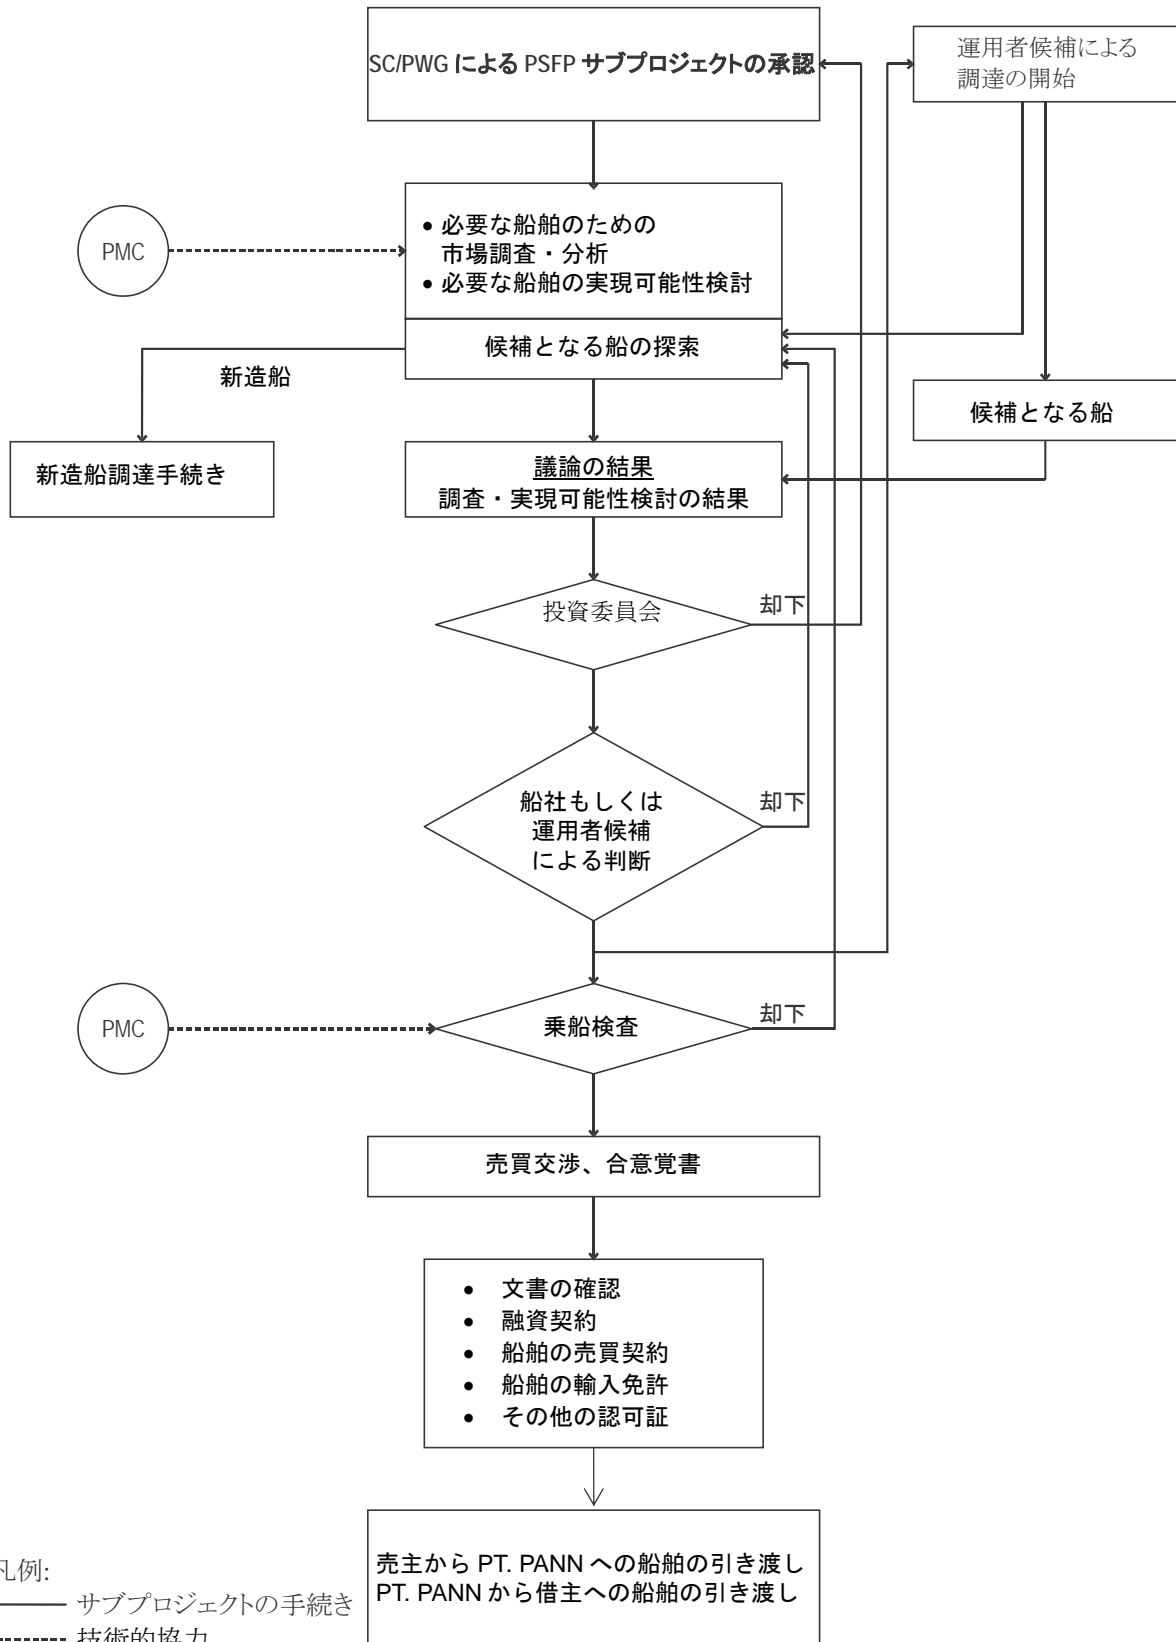 SC/PWG による PSFP サブプロジェクトの承認
運用者候補による
調達の開始
PMC
• 必要な船舶のための
市場調査・分析
• 必要な船舶の実現可能性検討
候補となる船の探索
新造船
候補となる船
新造船調達手続き
議論の結果
調査・実現可能性検討の結果
投資委員会
却下
船社もしくは
運用者候補
による判断
却下
PMC
乗船検査
却下
売買交渉、合意覚書
• 文書の確認
• 融資契約
• 船舶の売買契約
• 船舶の輸入免許
• その他の認可証
売主から PT. PANN への船舶の引き渡し
PT. PANN から借主への船舶の引き渡し
凡例:
サブプロジェクトの手続き
技術的協力